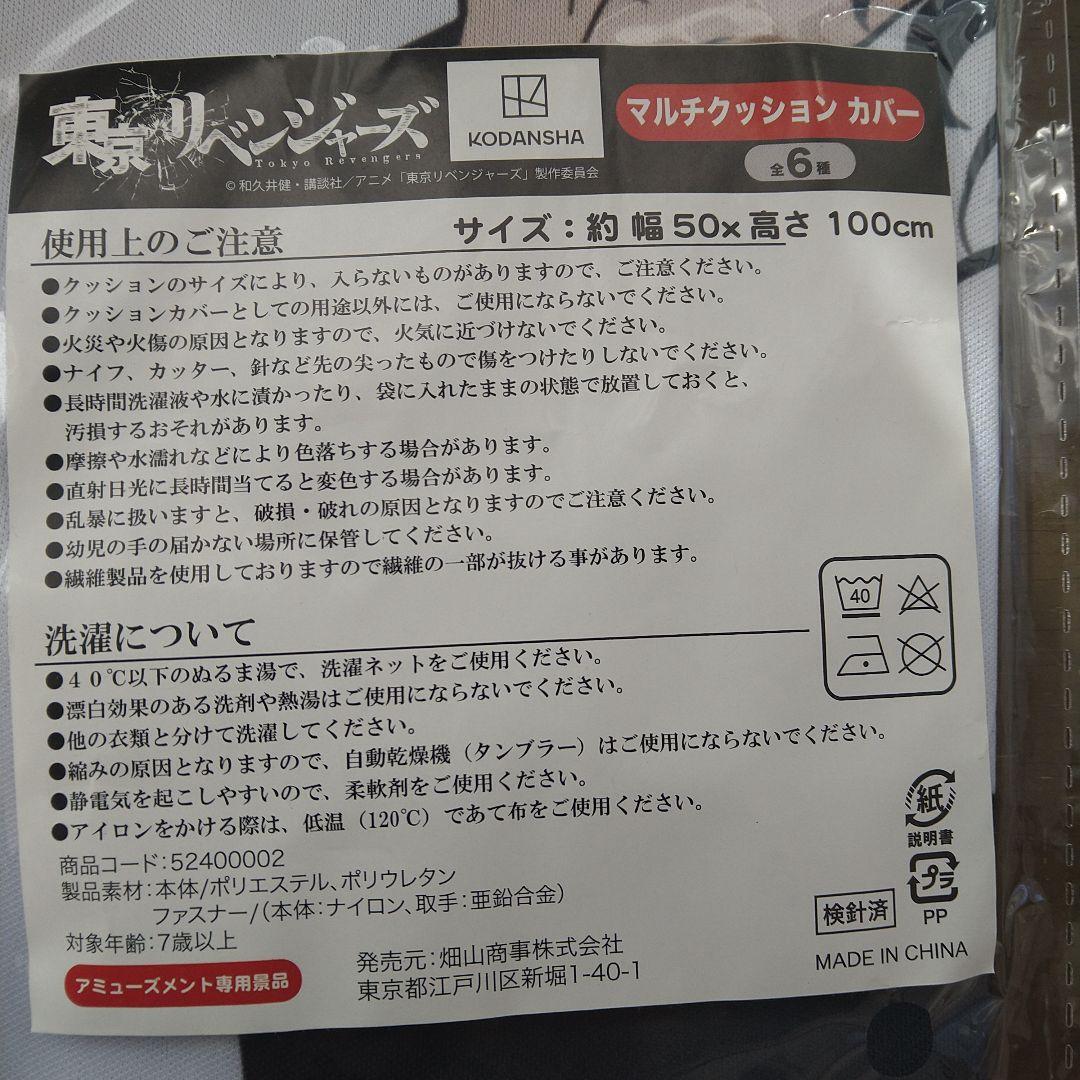 東京リベンジャーズ
Tokyo Revengers
KODANSHA
マルチクッション カバー
全6種
© 和久井健・講談社/アニメ「東京リベンジャーズ」製作委員会
サイズ:約 幅50x高さ 100cm
使用上のご注意
●クッションのサイズにより、入らないものがありますので、ご注意ください。
●クッションカバーとしての用途以外には、ご使用にならないでください。
●火災や火傷の原因となりますので、火気に近づけないでください。
●ナイフ、カッター、針など先の尖ったもので傷をつけたりしないでください。
●長時間洗濯液や水に漬かったり、袋に入れたままの状態で放置しておくと、
汚損するおそれがあります。
●摩擦や水濡れなどにより色落ちする場合があります。
●直射日光に長時間当てると変色する場合があります。
●乱暴に扱いますと、破損・破れの原因となりますのでご注意ください。
●幼児の手の届かない場所に保管してください。
●繊維製品を使用しておりますので繊維の一部が抜ける事があります。
40
洗濯について
●40℃以下のぬるま湯で、洗濯ネットをご使用ください。
●漂白効果のある洗剤や熱湯はご使用にならないでください。
●他の衣類と分けて洗濯してください。
●縮みの原因となりますので、自動乾燥機(タンブラー)はご使用にならないでください。
●静電気を起こしやすいので、柔軟剤をご使用ください。
●アイロンをかける際は、低温(120℃)であて布をご使用ください。
商品コード:52400002
製品素材:本体/ポリエステル、ポリウレタン
ファスナー/(本体:ナイロン、取手:亜鉛合金)
対象年齢:7歳以上
アミューズメント専用景品
発売元:畑山商事株式会社
東京都江戸川区新堀1-40-1
紙
説明書
プラ
PP
検針済
MADE IN CHINA